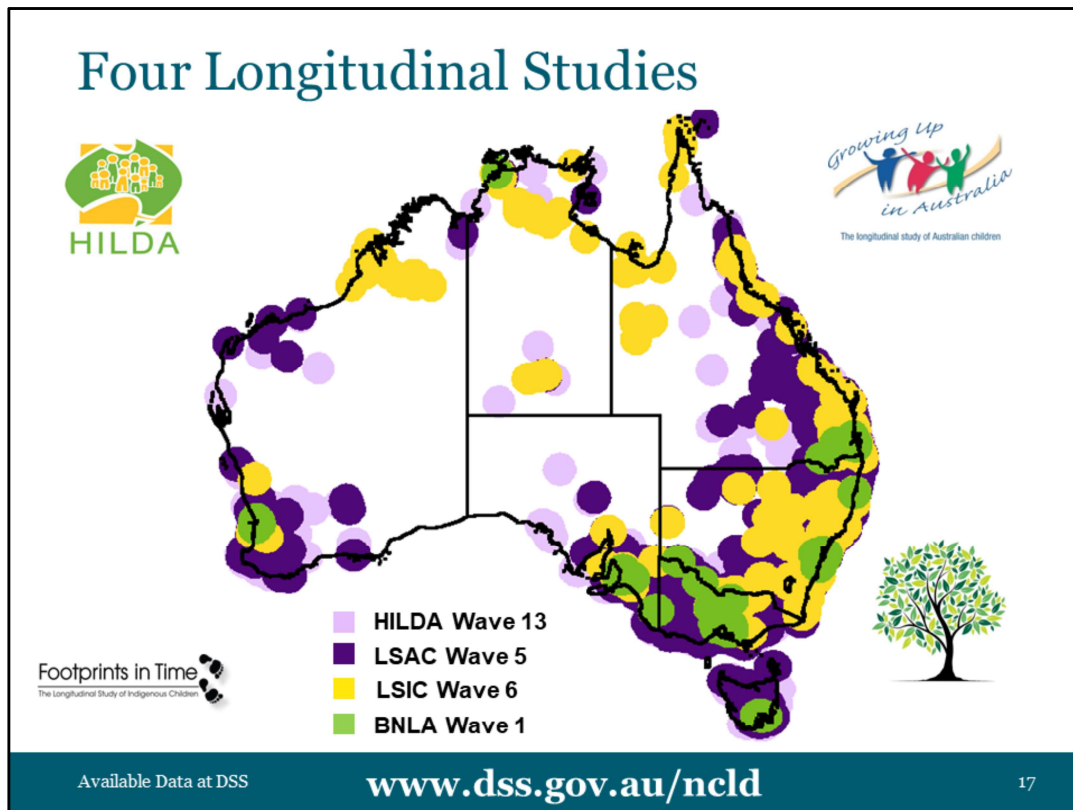 Four Longitudinal Studies
HILDA
Growing Up
in Australia
The longitudinal study of Australian children
HILDA Wave 13
LSAC Wave 5
LSIC Wave 6
BNLA Wave 1
Footprints in Time
The Longitudinal Study of Indigenous Children
Available Data at DSS
www.dss.gov.au/ncld
17